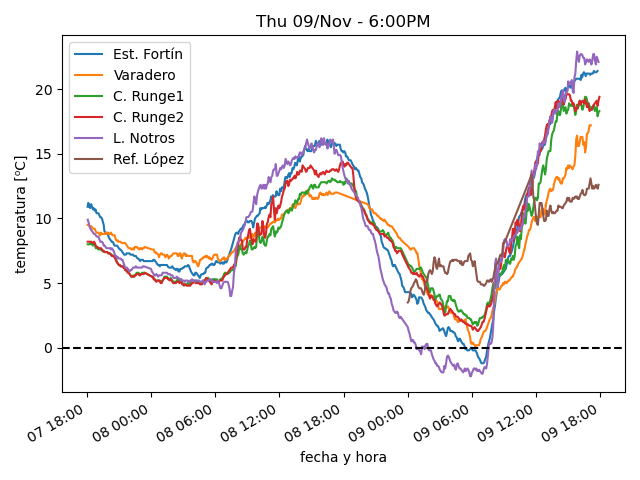 Thu 09/Nov - 6:00PM
Est. Fortín
Varadero
C. Runge1
C. Runge2
L. Notros
Ref. López
temperatura [ºC]
20
15
10
5
0
07 18:00
08 00:00
08 06:00
08 12:00
08 18:00
09 00:00
09 06:00
09 12:00
09 18:00
fecha y hora